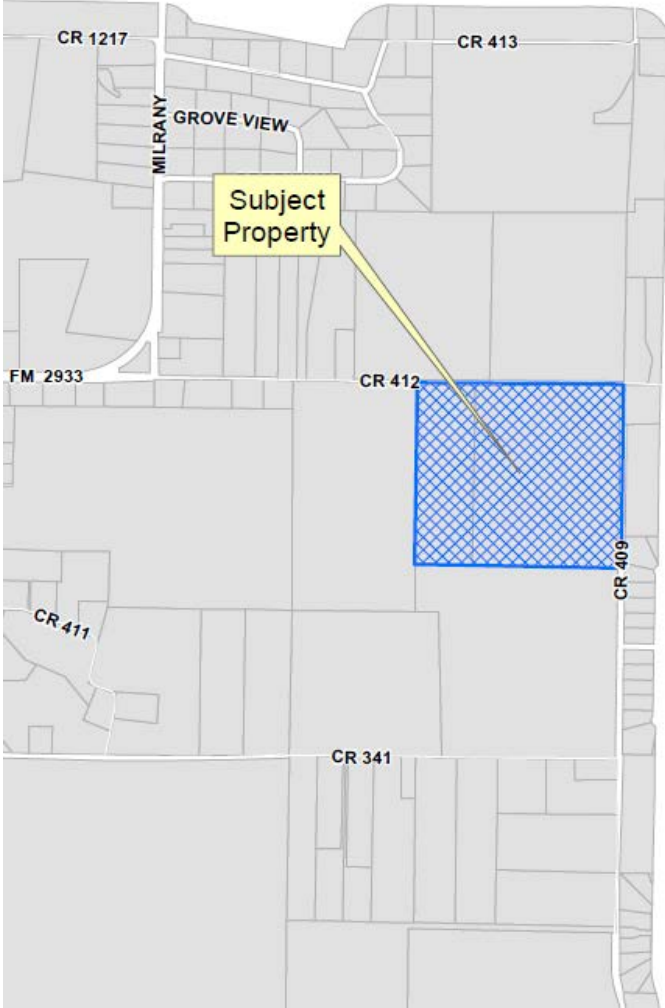 CR 1217
CR 413
MILRANY
GROVE VIEW
Subject
Property
FM 2933
CR 412
CR 409
CR 411
CR 341